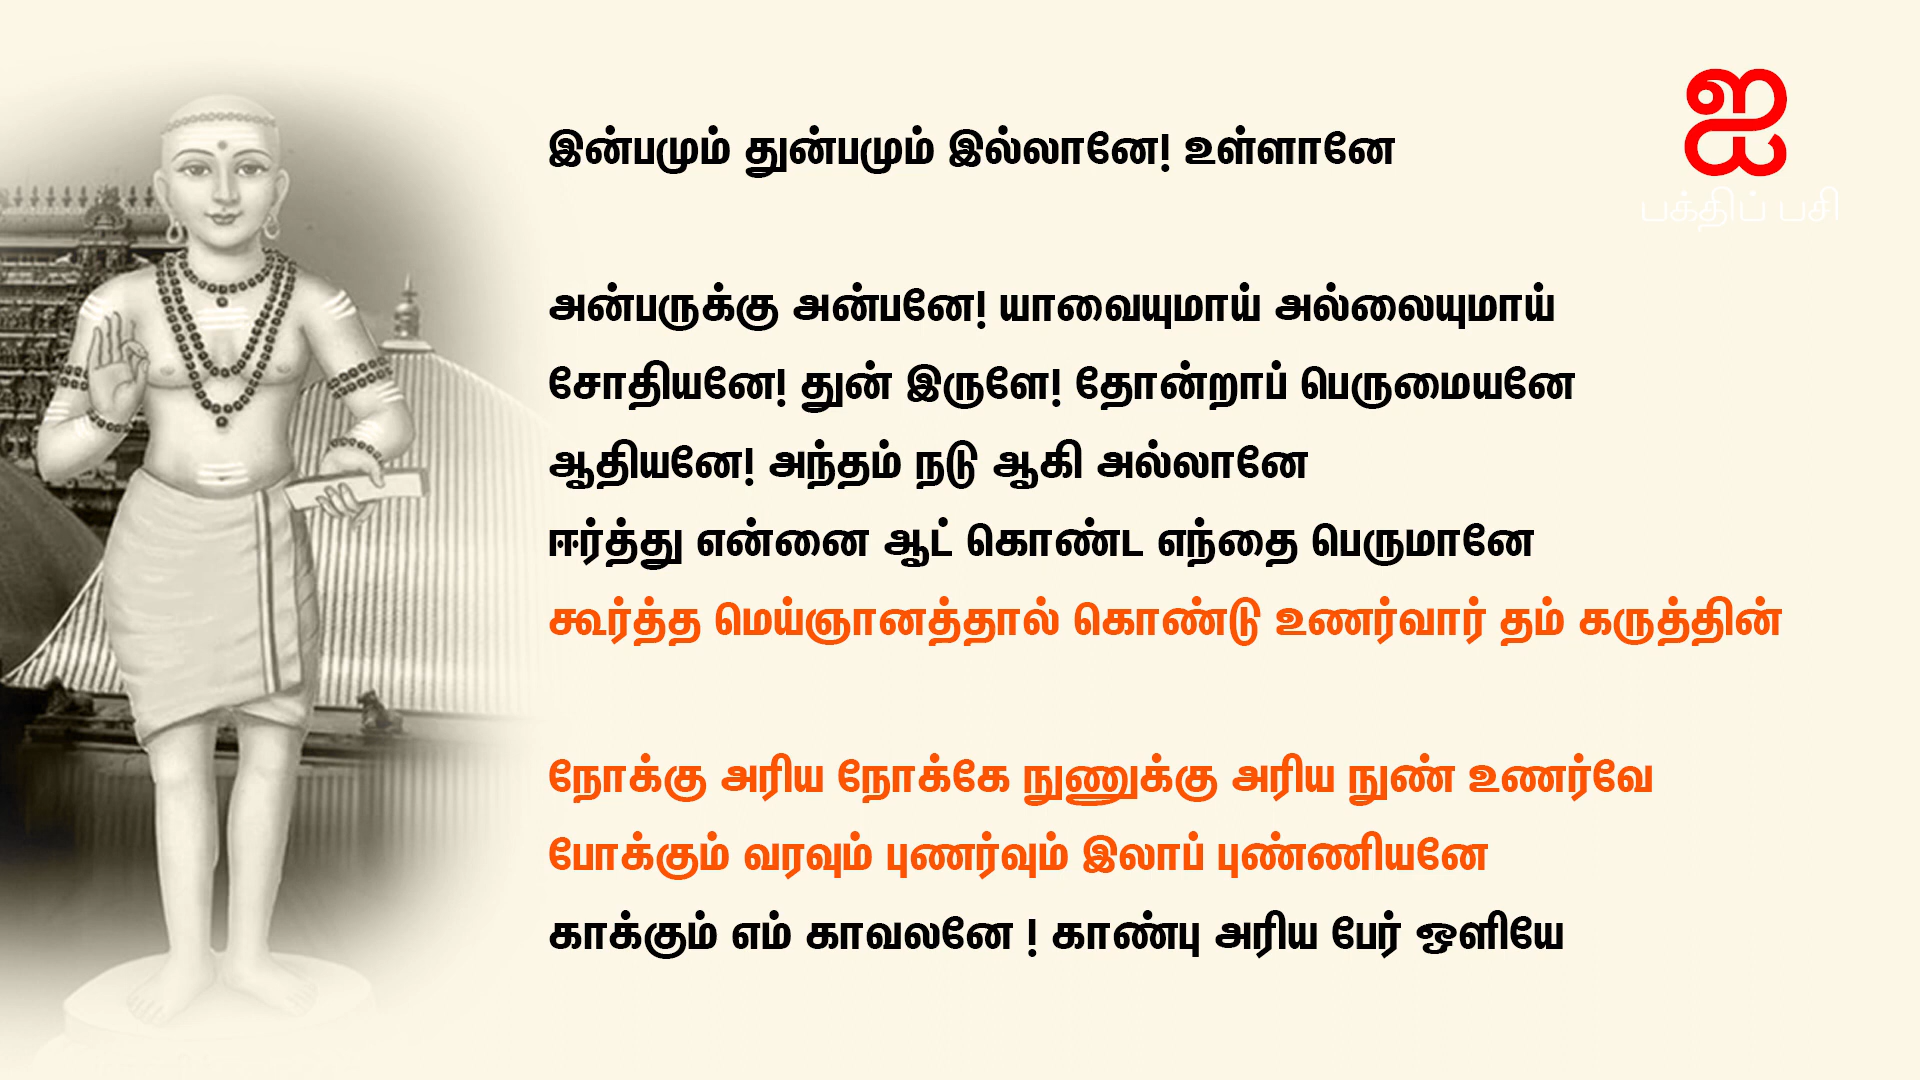 ஐ
பக்திப் பசி
இன்பமும் துன்பமும் இல்லானே! உள்ளானே
அன்பருக்கு அன்பனே! யாவையுமாய் அல்லையுமாய்
சோதியனே! துன் இருளே! தோன்றாப் பெருமையனே
ஆதியனே! அந்தம் நடு ஆகி அல்லானே
ஈர்த்து என்னை ஆட் கொண்ட எந்தை பெருமானே
கூர்த்த மெய்ஞானத்தால் கொண்டு உணர்வார் தம் கருத்தின்
நோக்கு அரிய நோக்கே நுணுக்கு அரிய நுண் உணர்வே
போக்கும் வரவும் புணர்வும் இலாப் புண்ணியனே
காக்கும் எம் காவலனே ! காண்பு அரிய பேர் ஒளியே